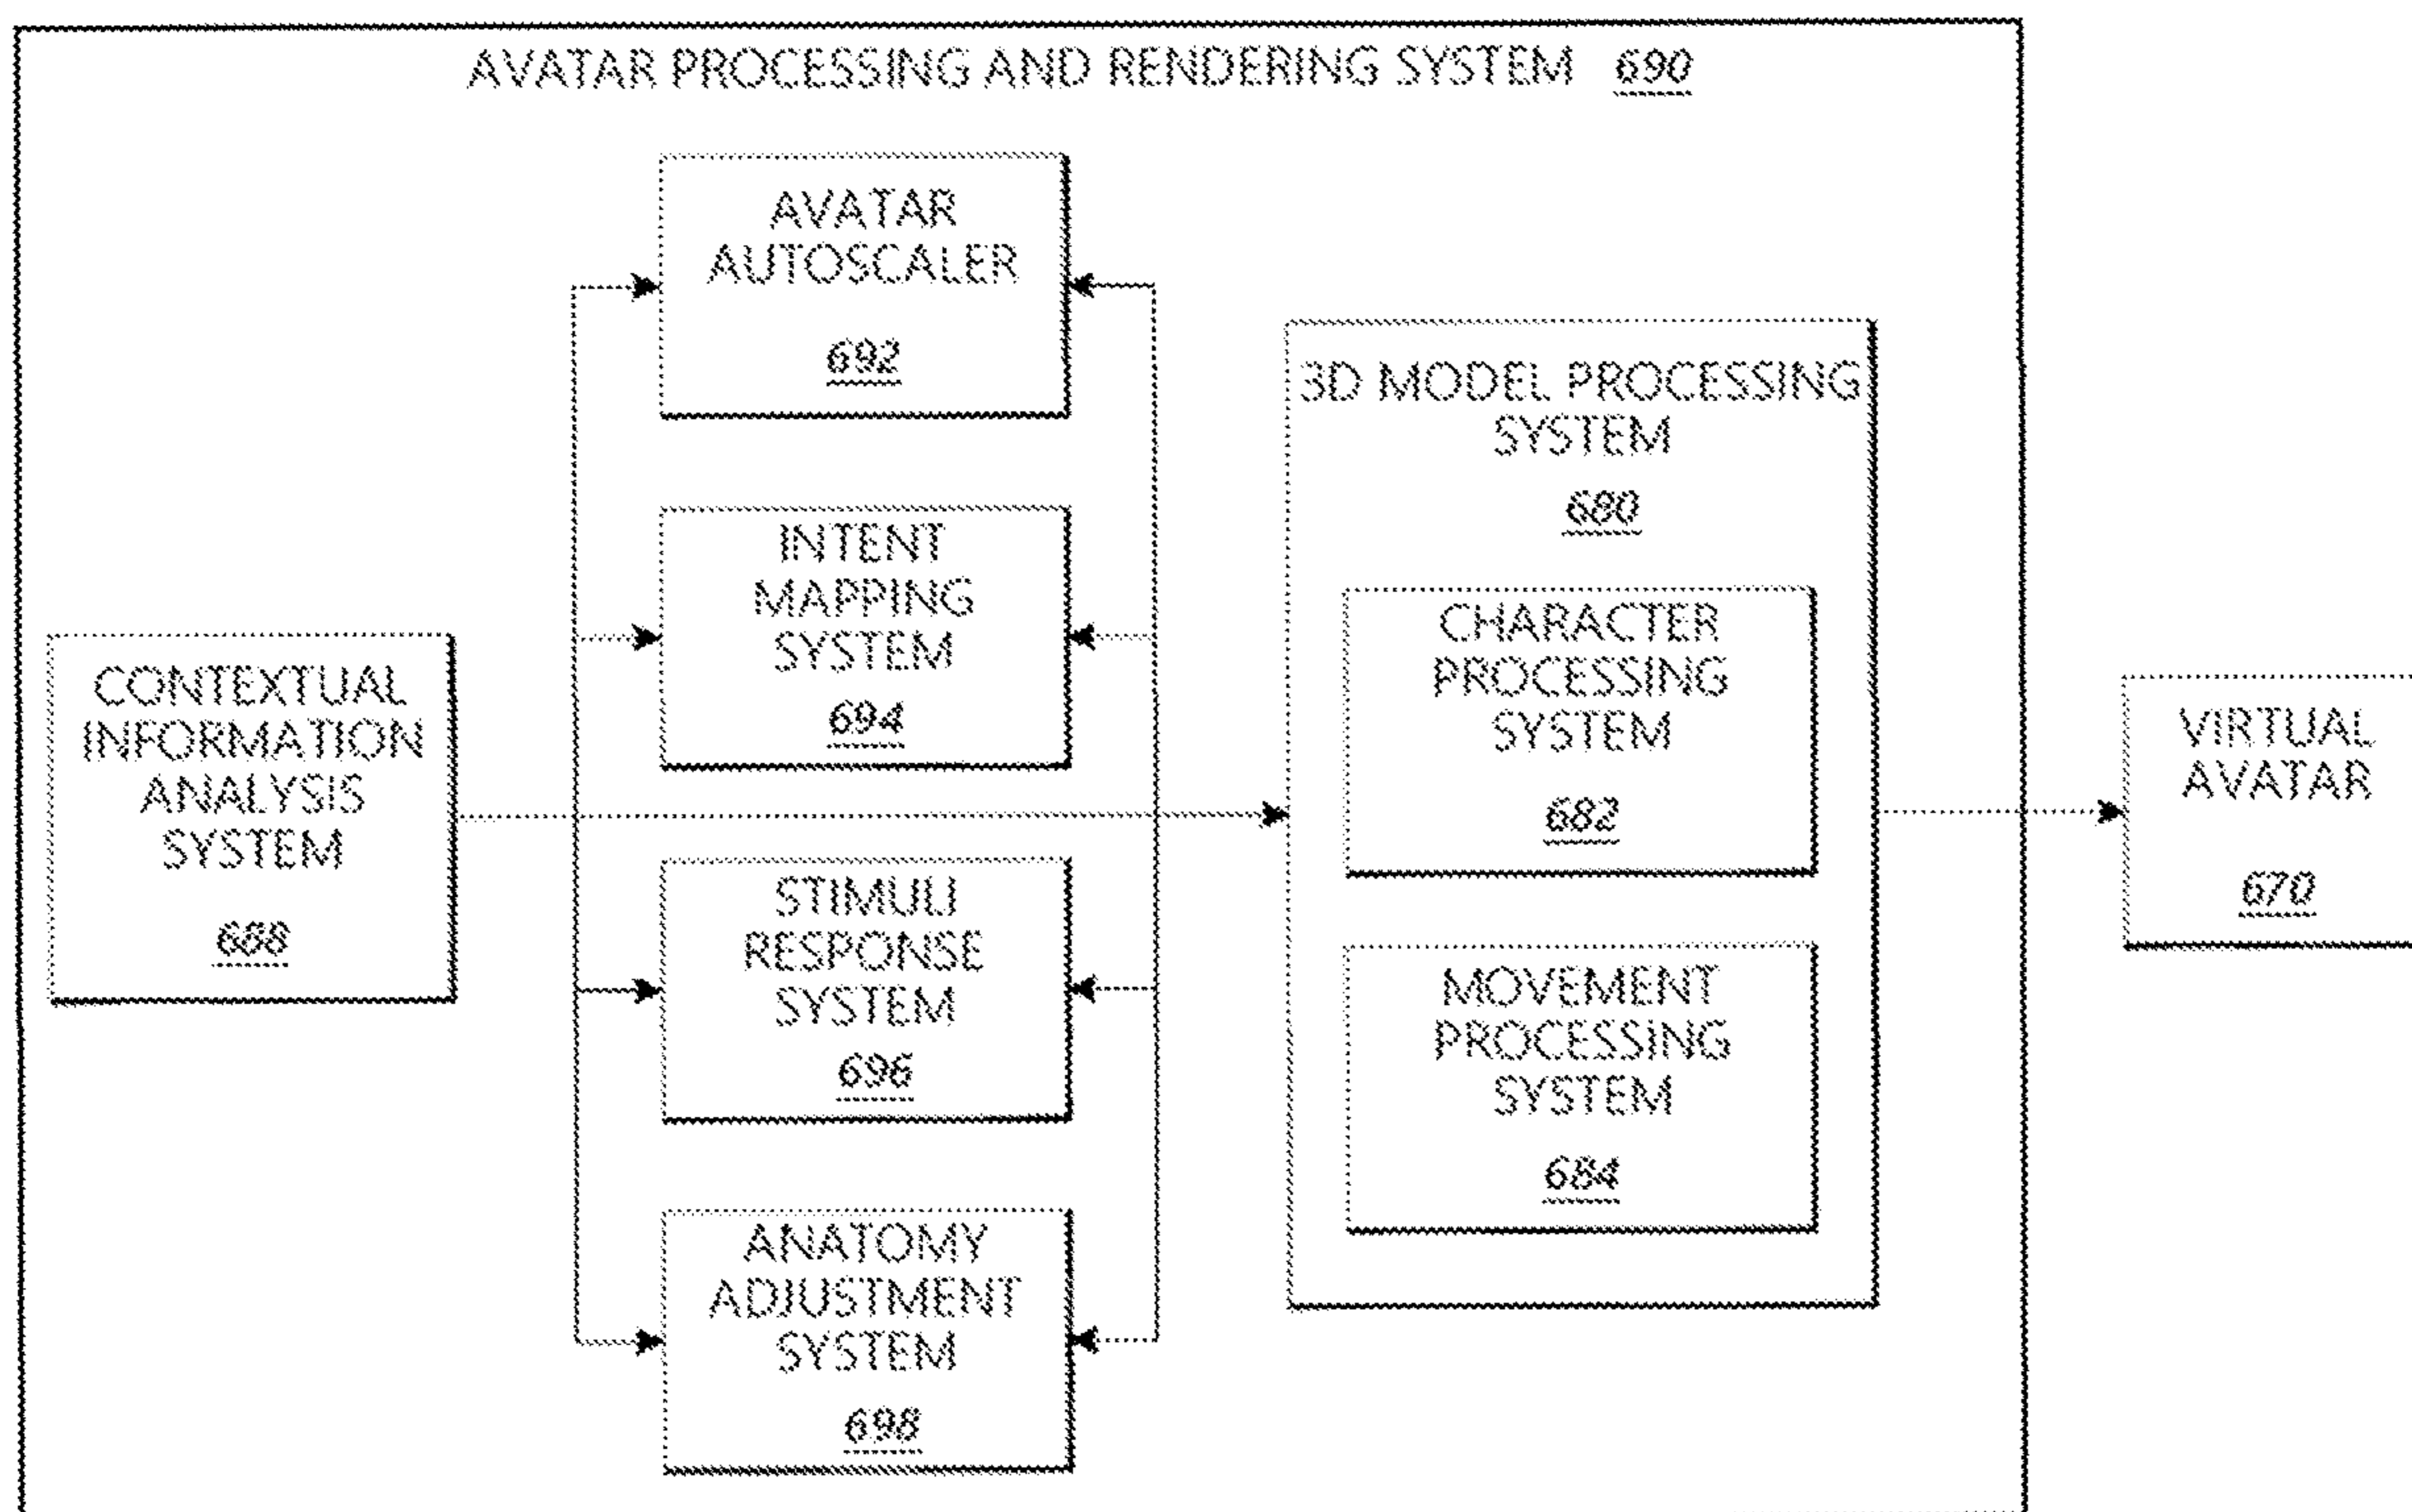 AVATAR PROCESSING AND RENDERING SYSTEM 690
AVATAR
AUTOSCALER
692
INTENT
MAPPING
SYSTEM
694
CONTEXTUAL
INFORMATION
ANALYSIS
SYSTEM
688
STIMULI
RESPONSE
SYSTEM
696
ANATOMY
ADJUSTMENT
SYSTEM
698
3D MODEL PROCESSING
SYSTEM
680
CHARACTER
PROCESSING
SYSTEM
682
MOVEMENT
PROCESSING
SYSTEM
684
VIRTUAL
AVATAR
670